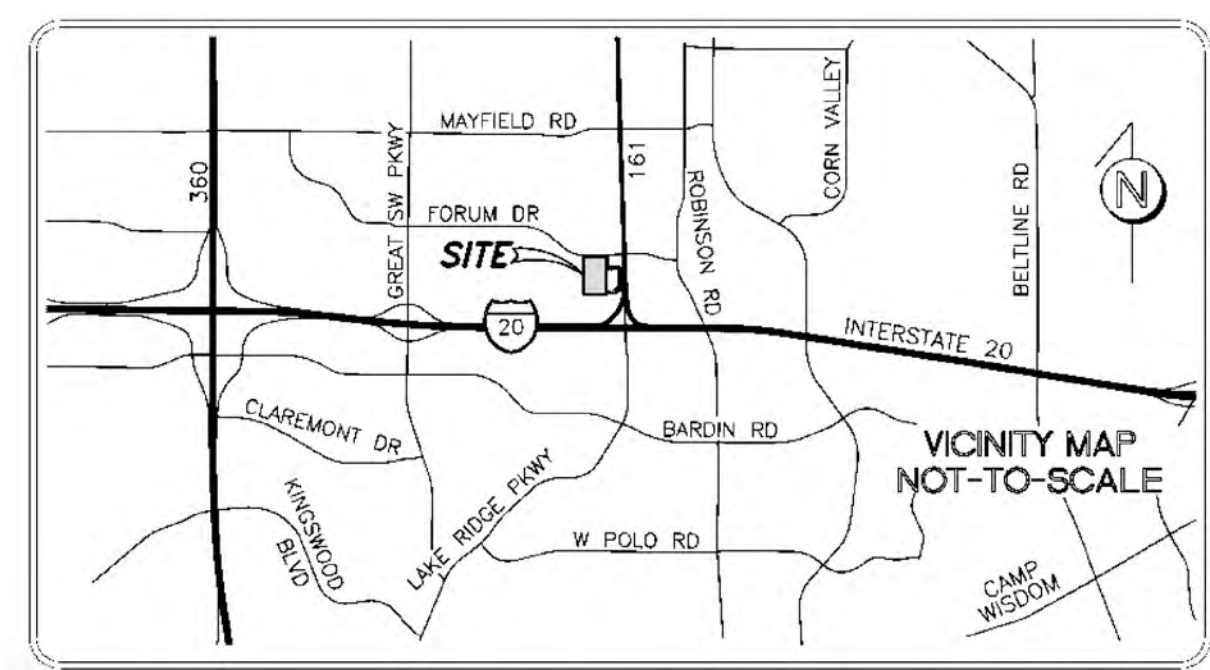 MAYFIELD RD
CORN VALLEY
161
360
GREAT SW PKWY
ROBINSON RD
BELTLINE RD
N
FORUM DR
SITE
20
INTERSTATE 20
CLAREMONT DR
BARDIN RD
VICINITY MAP
NOT-TO-SCALE
KINGSWOOD
BLVD
LAKE RIDGE PKWY
W POLO RD
CAMP
WISDOM